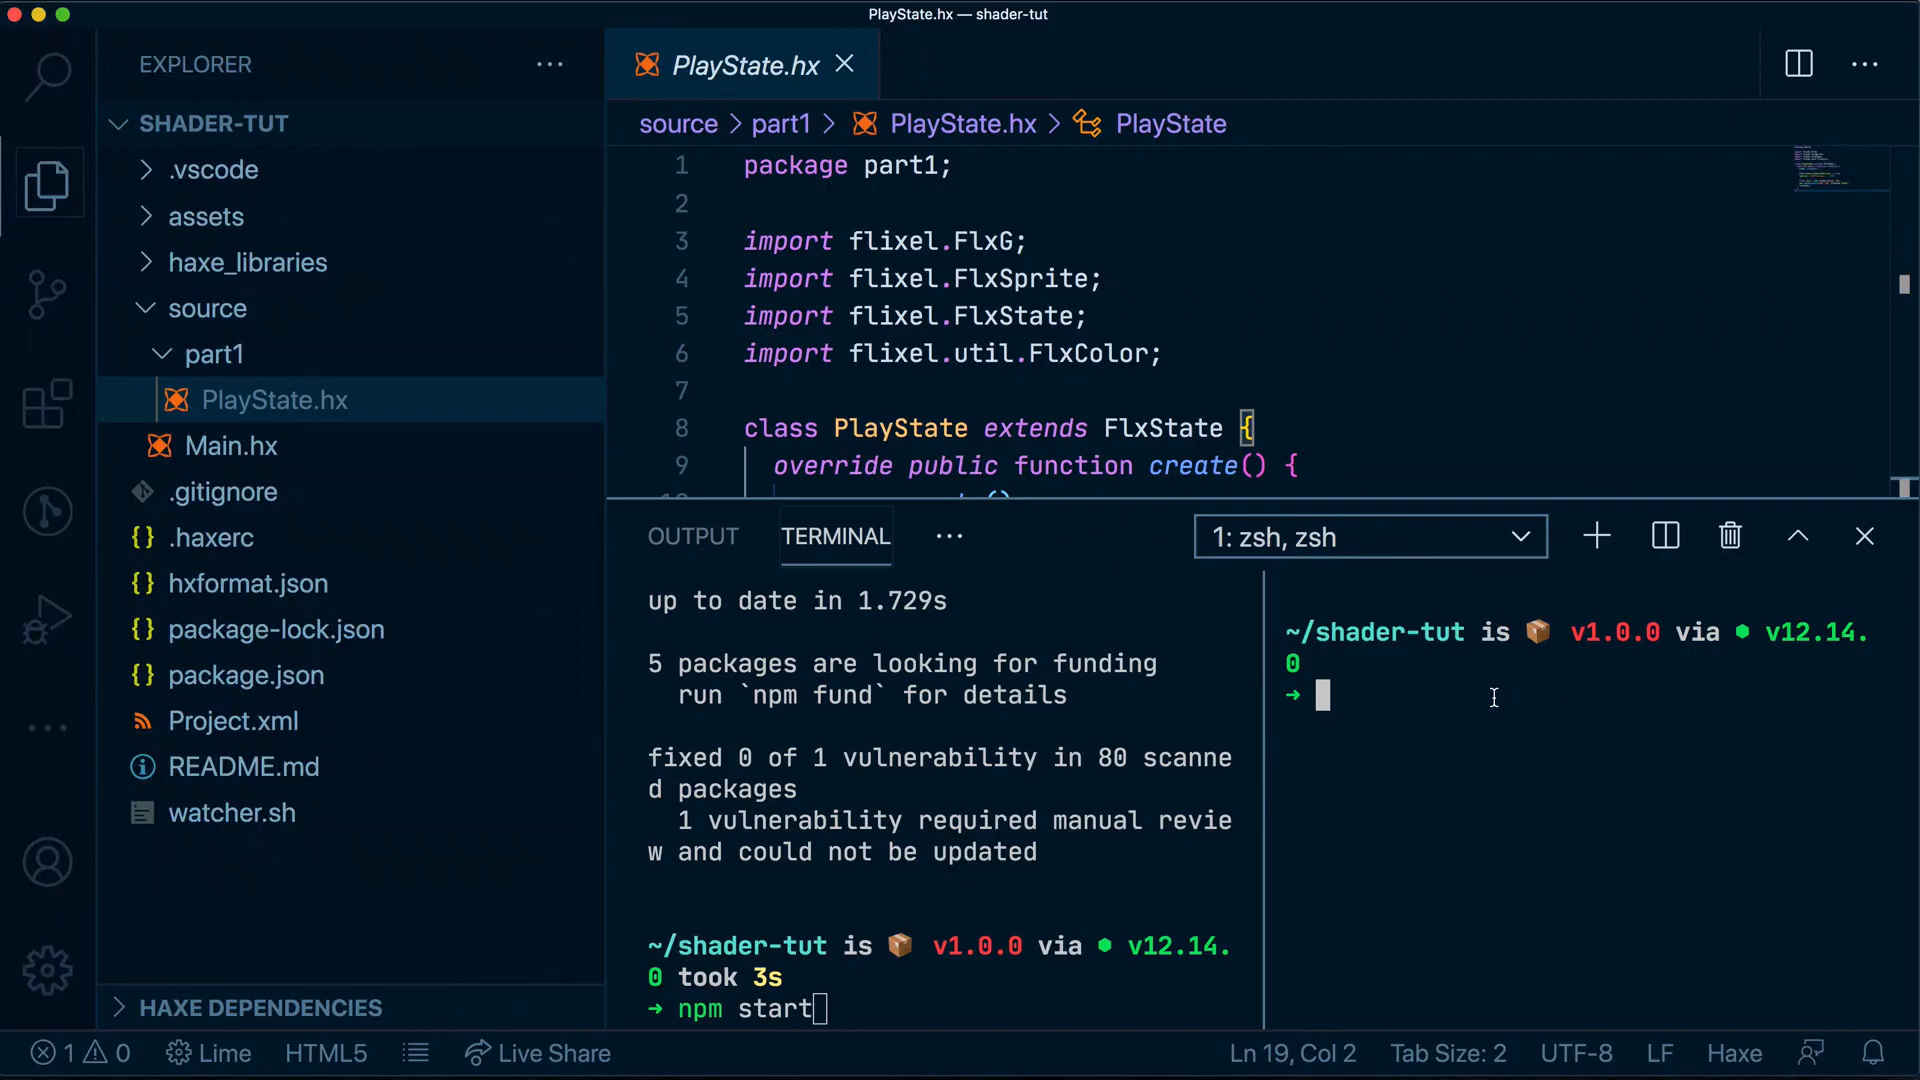 PlayState.hx — shader-tut
EXPLORER
SHADER-TUT
.vscode
assets
haxe_libraries
source
part1
PlayState.hx
Main.hx
.gitignore
.haxerc
hxformat.json
package-lock.json
package.json
Project.xml
README.md
watcher.sh
HAXE DEPENDENCIES
PlayState.hx
source > part1 > PlayState.hx > PlayState
1 package part1;
2
3 import flixel.FlxG;
4 import flixel.FlxSprite;
5 import flixel.FlxState;
6 import flixel.util.FlxColor;
7
8 class PlayState extends FlxState {
9 override public function create() {
OUTPUT TERMINAL
1: zsh, zsh
up to date in 1.729s
5 packages are looking for funding
run `npm fund` for details
fixed 0 of 1 vulnerability in 80 scanne
d packages
1 vulnerability required manual revie
w and could not be updated
~/shader-tut is 📦 v1.0.0 via ⬢ v12.14.
0 took 3s
➜ npm start
~/shader-tut is 📦 v1.0.0 via ⬢ v12.14.
0
➜
1 0 Lime HTML5 Live Share Ln 19, Col 2 Tab Size: 2 UTF-8 LF Haxe